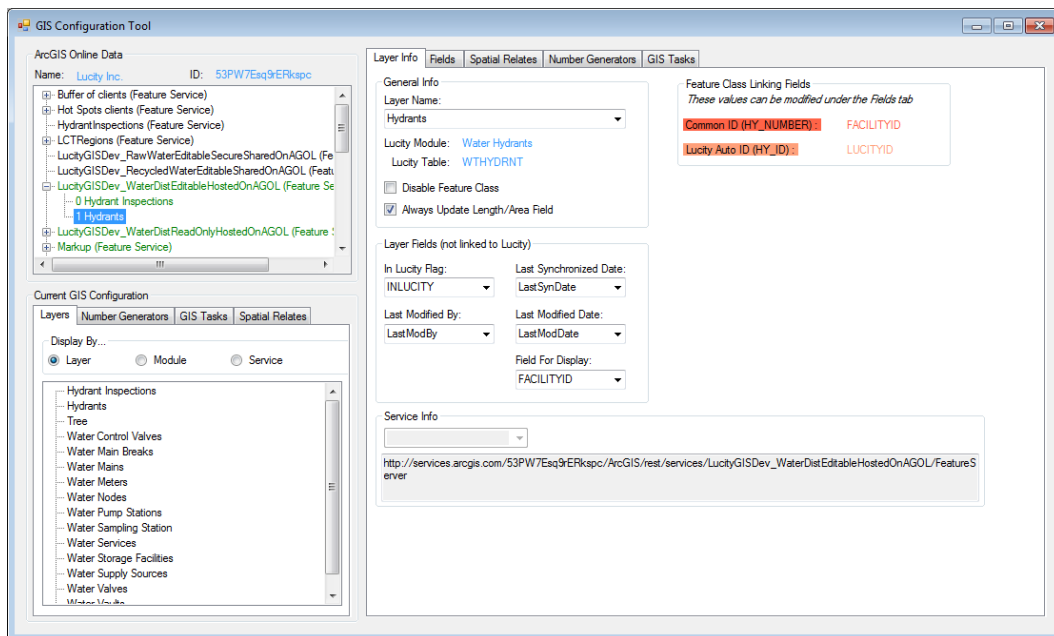 GIS Configuration Tool
ArcGIS Online Data
Name: Lucity Inc. ID: 53PW7Esq9rERkspc
Buffer of clients (Feature Service)
Hot Spots clients (Feature Service)
HydrantInspections (Feature Service)
LCTRegions (Feature Service)
LucityGISDev_RawWaterEditableSecureSharedOnAGOL (Fe
LucityGISDev_RecycledWaterEditableSharedOnAGOL (Featu
LucityGISDev_WaterDistEditableHostedOnAGOL (Feature Se
0 Hydrant Inspections
1 Hydrants
LucityGISDev_WaterDistReadOnlyHostedOnAGOL (Feature :
Markup (Feature Service)
Current GIS Configuration
Layers Number Generators GIS Tasks Spatial Relates
Display By...
Layer Module Service
Hydrant Inspections
Hydrants
Tree
Water Control Valves
Water Main Breaks
Water Mains
Water Meters
Water Nodes
Water Pump Stations
Water Sampling Station
Water Services
Water Storage Facilities
Water Supply Sources
Water Valves
Water Vaults
Layer Info Fields Spatial Relates Number Generators GIS Tasks
General Info
Layer Name:
Hydrants
Lucity Module: Water Hydrants
Lucity Table: WTHYDRNT
Disable Feature Class
Always Update Length/Area Field
Feature Class Linking Fields
These values can be modified under the Fields tab
Common ID (HY_NUMBER) : FACILITYID
Lucity Auto ID (HY_ID) : LUCITYID
Layer Fields (not linked to Lucity)
In Lucity Flag: Last Synchronized Date:
INLUCITY LastSynDate
Last Modified By: Last Modified Date:
LastModBy LastModDate
Field For Display:
FACILITYID
Service Info
http://services.arcgis.com/53PW7Esq9rERkspc/ArcGIS/rest/services/LucityGISDev_WaterDistEditableHostedOnAGOL/FeatureS
erver